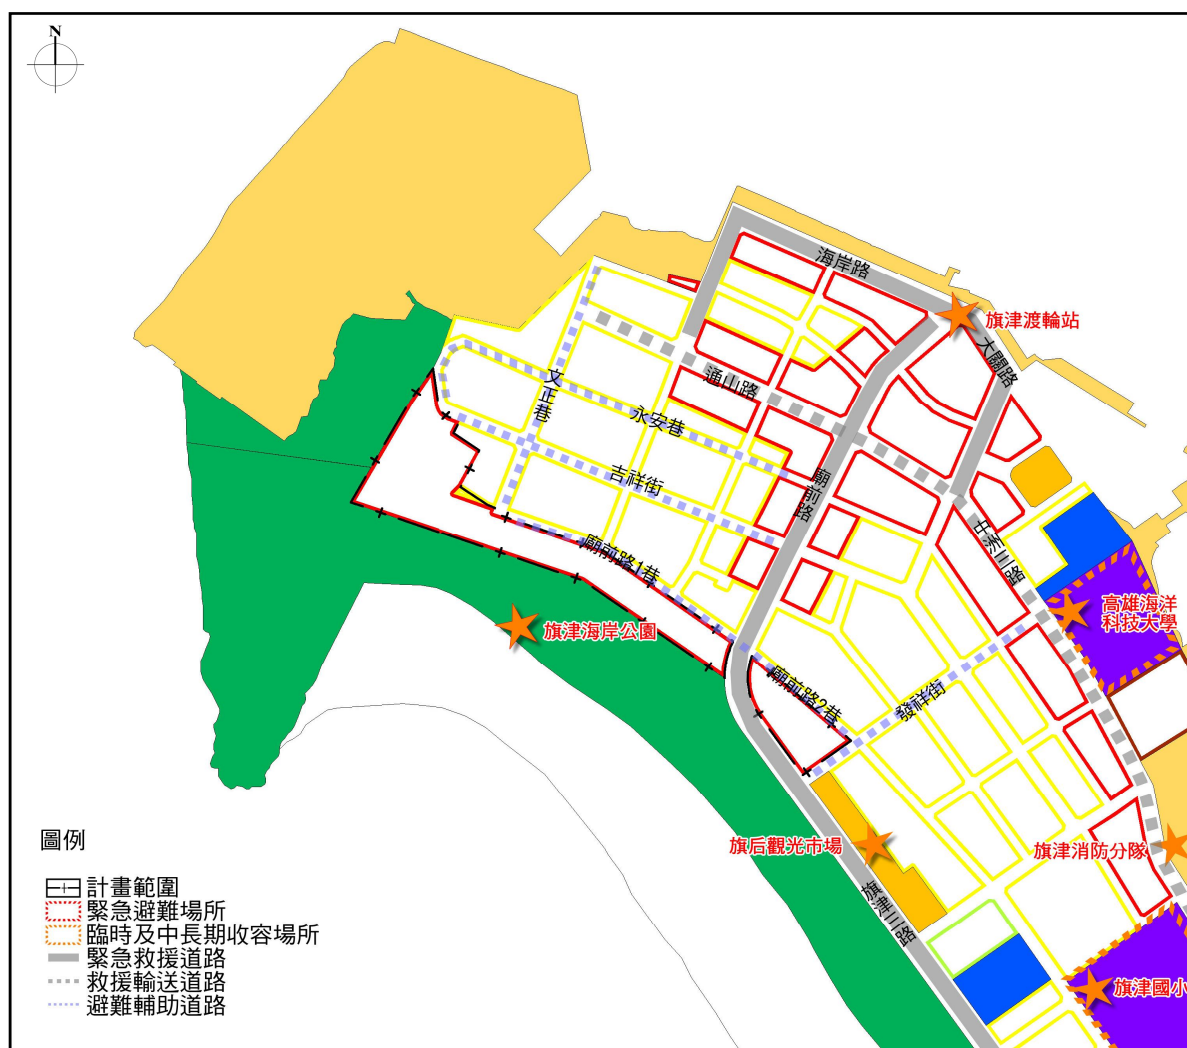 N
海岸路
旗津渡輪站
大關路
通山路
文正巷
永安巷
吉祥街
廟前路
中洲三路
廟前路1巷
高雄海洋
科技大學
旗津海岸公園
廟前路2巷
發祥街
旗后觀光市場
旗津消防分隊
旗津三路
旗津國小
圖例
計畫範圍
緊急避難場所
臨時及中長期收容場所
緊急救援道路
救援輸送道路
避難輔助道路